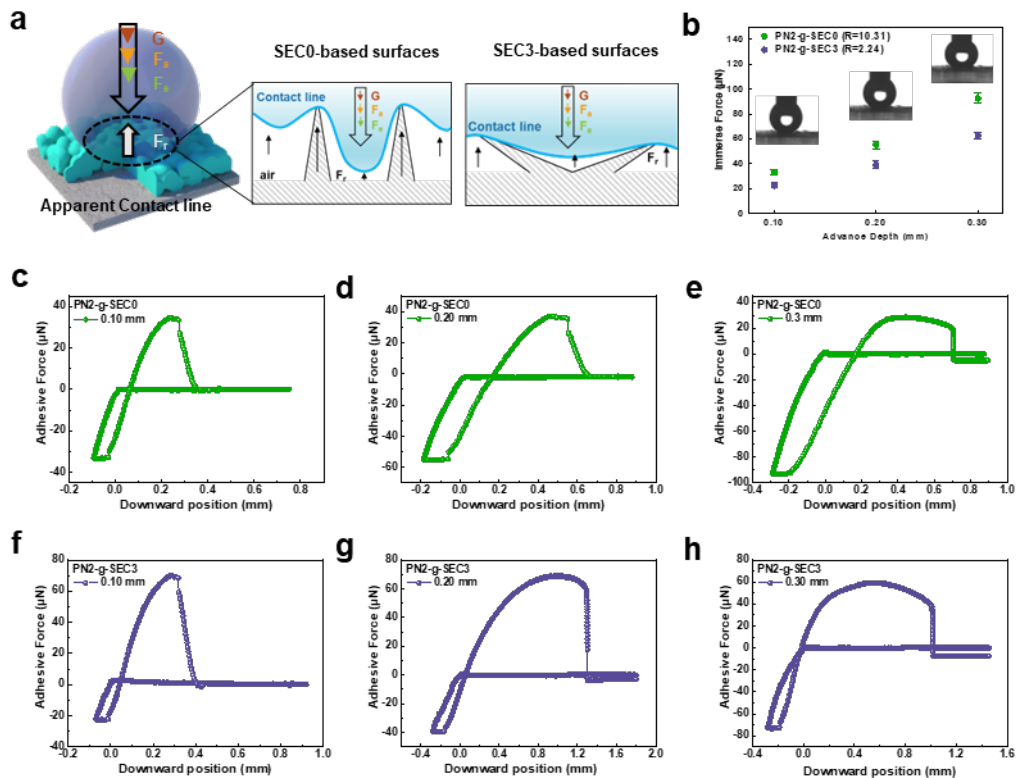 a
G
Fs
Fe
Fr
Apparent Contact line
SEC0-based surfaces
Contact line
G
Fs
Fe
air
Fr
SEC3-based surfaces
Contact line
G
Fs
Fe
Fr
b
PN2-g-SEC0 (R=10.31)
PN2-g-SEC3 (R=2.24)
140
120
100
80
60
40
20
0
0.10
0.20
0.30
Immerse Force (μN)
Advance Depth (mm)
c
PN2-g-SEC0
0.10 mm
40
20
0
-20
-40
-0.2
0.0
0.2
0.4
0.6
0.8
Adhesive Force (μN)
Downward position (mm)
d
PN2-g-SEC0
0.20 mm
40
20
0
-20
-40
-60
-0.2
0.0
0.2
0.4
0.6
0.8
1.0
Adhesive Force (μN)
Downward position (mm)
e
PN2-g-SEC0
0.3 mm
40
20
0
-20
-40
-60
-80
-100
-0.4
-0.2
0.0
0.2
0.4
0.6
0.8
1.0
Adhesive Force (μN)
Downward position (mm)
f
PN2-g-SEC3
0.10 mm
80
60
40
20
0
-20
-40
-0.2
0.0
0.2
0.4
0.6
0.8
1.0
Adhesive Force (μN)
Downward position (mm)
g
PN2-g-SEC3
0.20 mm
80
60
40
20
0
-20
-40
-0.4
0.0
0.4
0.8
1.2
1.6
2.0
Adhesive Force (μN)
Downward position (mm)
h
PN2-g-SEC3
0.30 mm
80
60
40
20
0
-20
-40
-60
-80
-0.4
0.0
0.4
0.8
1.2
1.6
Adhesive Force (μN)
Downward position (mm)